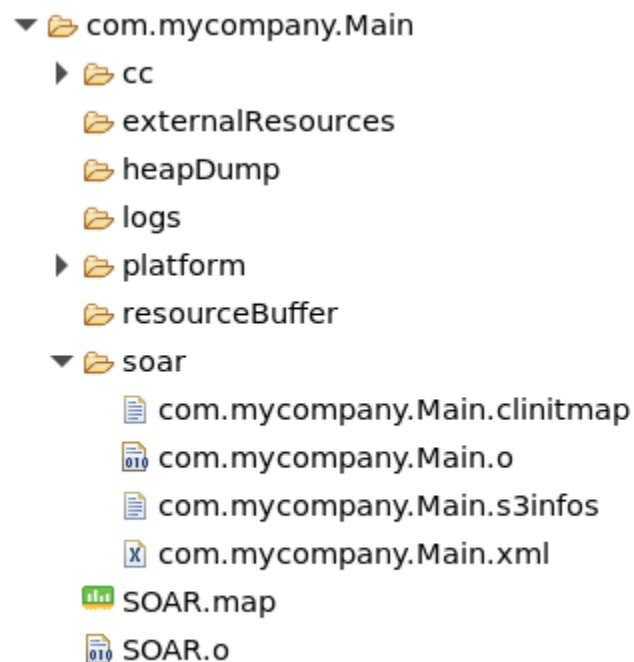 com.mycompany.Main
cc
externalResources
heapDump
logs
platform
resourceBuffer
soar
com.mycompany.Main.clinitmap
com.mycompany.Main.o
com.mycompany.Main.s3infos
com.mycompany.Main.xml
SOAR.map
SOAR.o